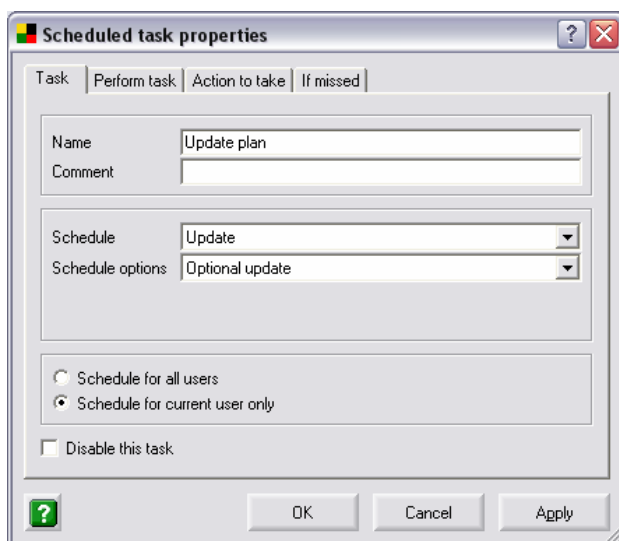 Scheduled task properties
?
Task Perform task Action to take If missed
Name Update plan
Comment
Schedule Update
Schedule options Optional update
Schedule for all users
Schedule for current user only
Disable this task
? OK Cancel Apply